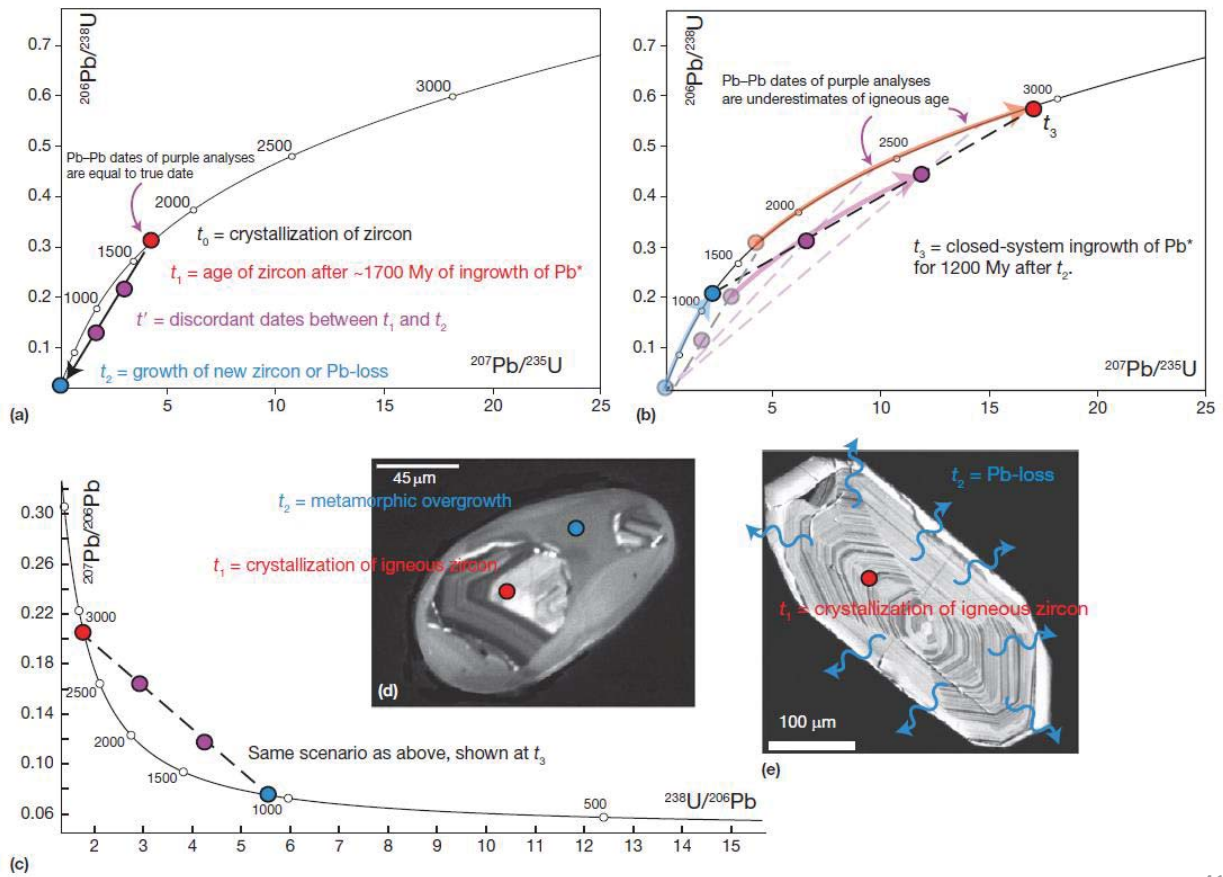 0.7
0.6
0.5
0.4
0.3
0.2
0.1
206Pb/238U
3000
2500
2000
1500
1000
Pb–Pb dates of purple analyses
are equal to true date
t0 = crystallization of zircon
t1 = age of zircon after ~1700 My of ingrowth of Pb*
t′ = discordant dates between t1 and t2
t2 = growth of new zircon or Pb-loss
207Pb/235U
5
10
15
20
25
(a)
0.7
0.6
0.5
0.4
0.3
0.2
0.1
206Pb/238U
Pb–Pb dates of purple analyses
are underestimates of igneous age
3000
t3
2500
2000
1500
1000
t3 = closed-system ingrowth of Pb*
for 1200 My after t2.
207Pb/235U
5
10
15
20
25
(b)
0.30
0.26
0.22
0.18
0.14
0.10
0.06
207Pb/206Pb
3000
2500
2000
1500
1000
500
Same scenario as above, shown at t3
238U/206Pb
2
3
4
5
6
7
8
9
10
11
12
13
14
15
(c)
45 µm
t2 = metamorphic overgrowth
t1 = crystallization of igneous zircon
(d)
t2 = Pb-loss
t1 = crystallization of igneous zircon
100 µm
(e)